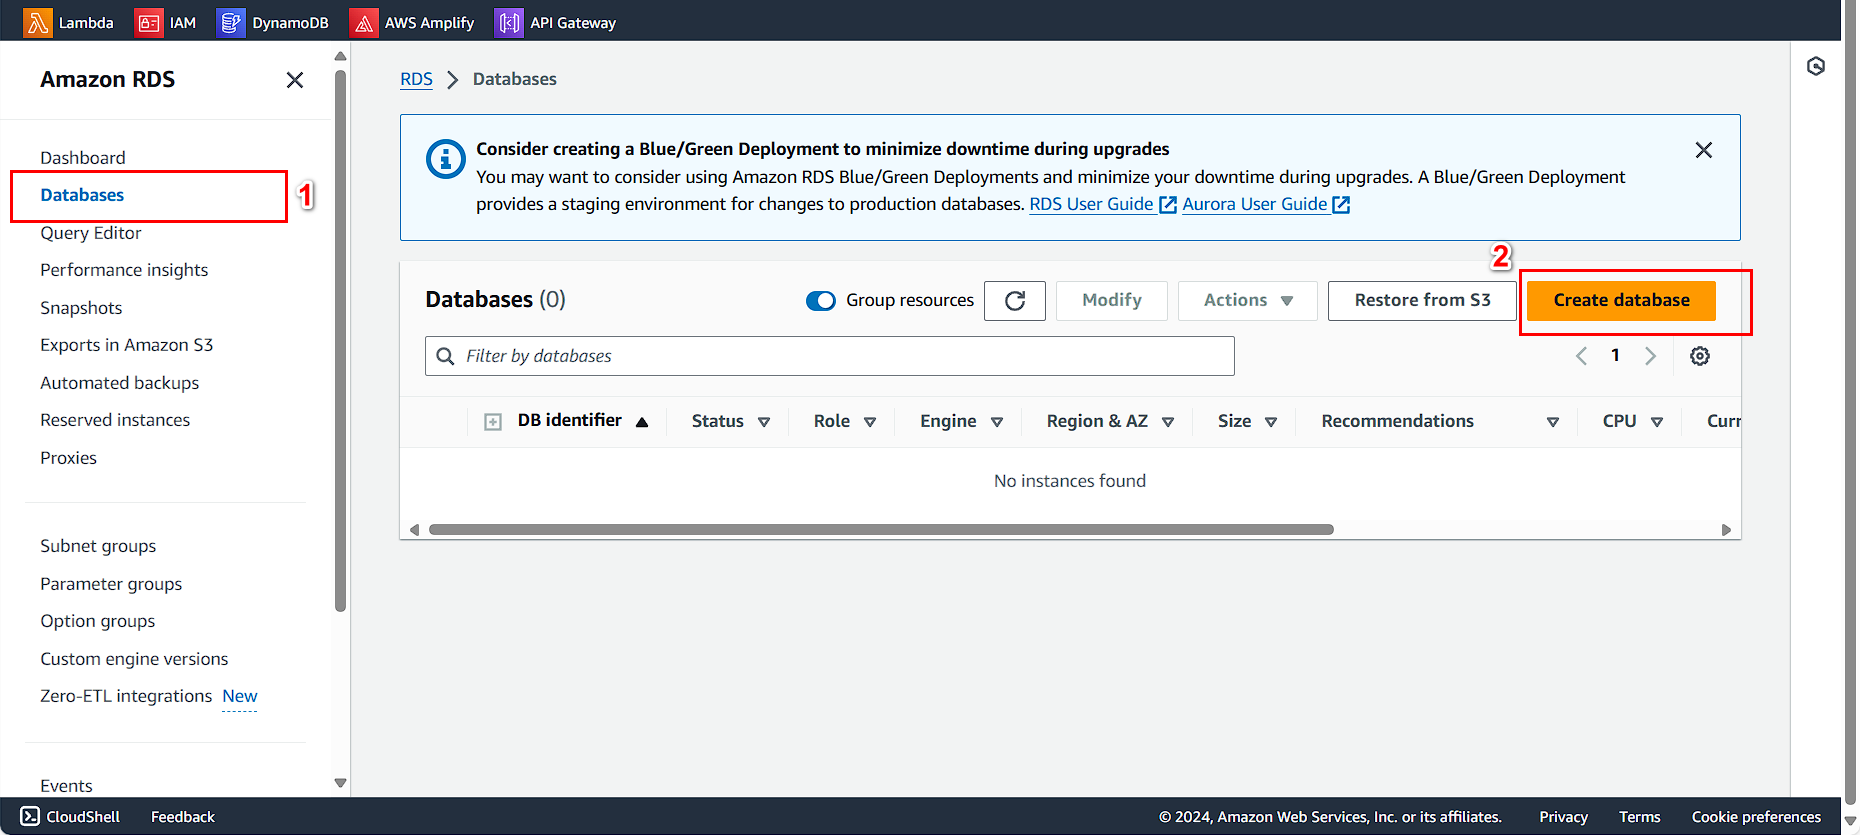 Lambda IAM DynamoDB AWS Amplify API Gateway
Amazon RDS
Dashboard
Databases 1
Query Editor
Performance insights
Snapshots
Exports in Amazon S3
Automated backups
Reserved instances
Proxies
Subnet groups
Parameter groups
Option groups
Custom engine versions
Zero-ETL integrations New
Events
RDS Databases
Consider creating a Blue/Green Deployment to minimize downtime during upgrades
You may want to consider using Amazon RDS Blue/Green Deployments and minimize your downtime during upgrades. A Blue/Green Deployment
provides a staging environment for changes to production databases. RDS User Guide Aurora User Guide
2
Databases (0) Group resources Modify Actions Restore from S3 Create database
Filter by databases 1
DB identifier Status Role Engine Region & AZ Size Recommendations CPU Curr
No instances found
CloudShell Feedback © 2024, Amazon Web Services, Inc. or its affiliates. Privacy Terms Cookie preferences